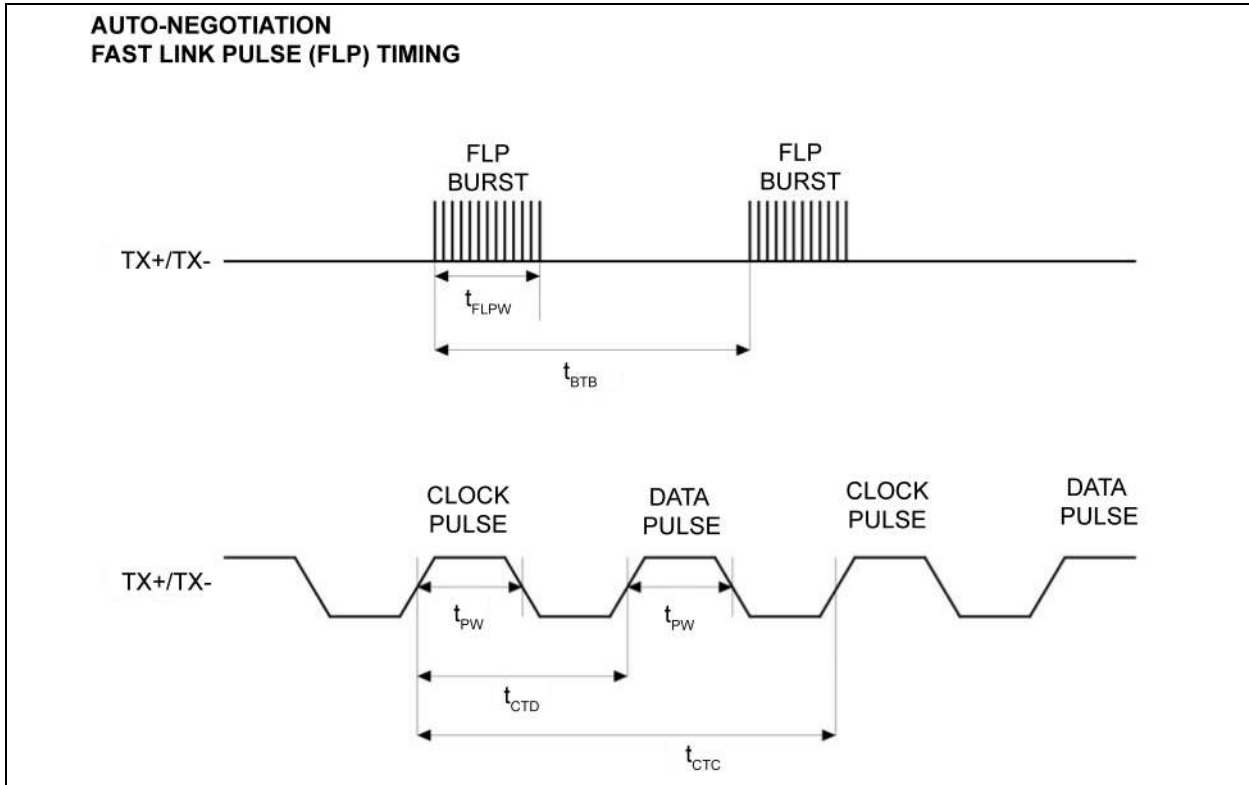 AUTO-NEGOTIATION
FAST LINK PULSE (FLP) TIMING
FLP
BURST
FLP
BURST
TX+/TX-
tFLPW
tBTB
CLOCK
PULSE
DATA
PULSE
CLOCK
PULSE
DATA
PULSE
TX+/TX-
tPW
tPW
tCTD
tCTC